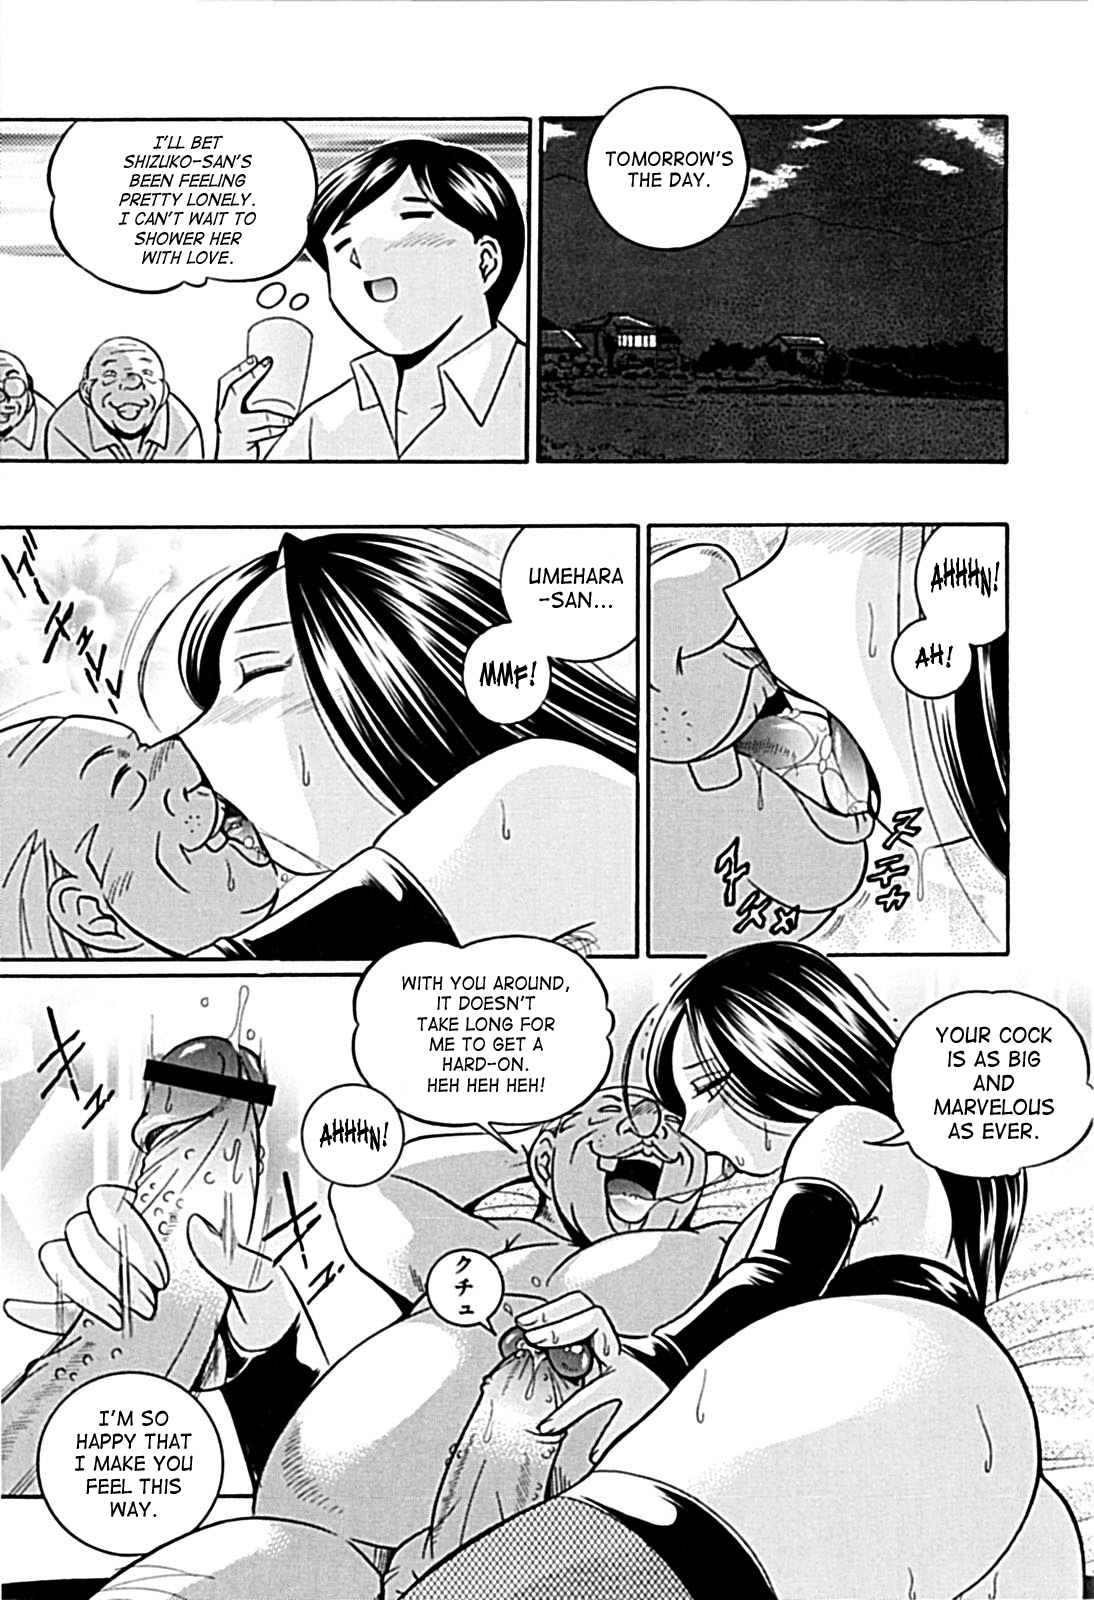 TOMORROW'S
THE DAY.
I'LL BET
SHIZUKO-SAN'S
BEEN FEELING
PRETTY LONELY.
I CAN'T WAIT TO
SHOWER HER
WITH LOVE.
AHHHN!
AH!
UMEHARA
-SAN...
MMF!
YOUR COCK
IS AS BIG
AND
MARVELOUS
AS EVER.
WITH YOU AROUND,
IT DOESN'T
TAKE LONG FOR
ME TO GET A
HARD-ON.
HEH HEH HEH!
AHHHN!
クチュ
I'M SO
HAPPY THAT
I MAKE YOU
FEEL THIS
WAY.